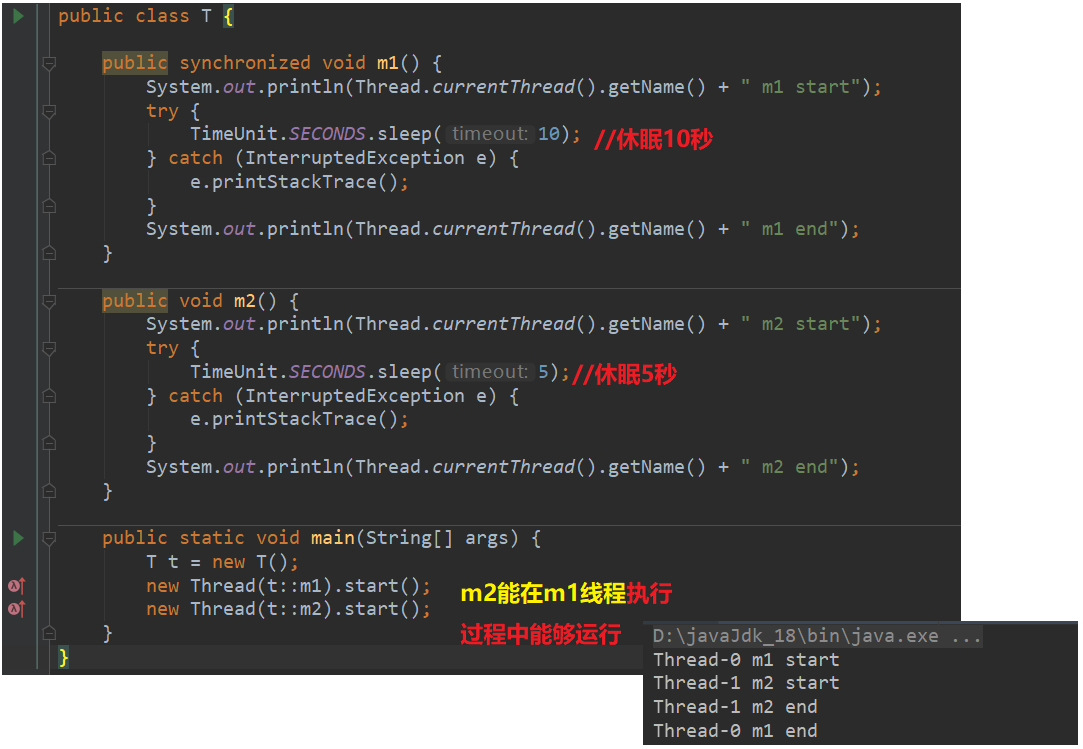 public class T {
public synchronized void m1() {
System.out.println(Thread.currentThread().getName() + " m1 start");
try {
TimeUnit.SECONDS.sleep( timeout: 10); //休眠10秒
} catch (InterruptedException e) {
e.printStackTrace();
}
System.out.println(Thread.currentThread().getName() + " m1 end");
}
public void m2() {
System.out.println(Thread.currentThread().getName() + " m2 start");
try {
TimeUnit.SECONDS.sleep( timeout: 5);//休眠5秒
} catch (InterruptedException e) {
e.printStackTrace();
}
System.out.println(Thread.currentThread().getName() + " m2 end");
}
public static void main(String[] args) {
T t = new T();
new Thread(t::m1).start();
new Thread(t::m2).start();
}
}
m2能在m1线程执行
过程中能够运行
D:\javaJdk_18\bin\java.exe ...
Thread-0 m1 start
Thread-1 m2 start
Thread-1 m2 end
Thread-0 m1 end